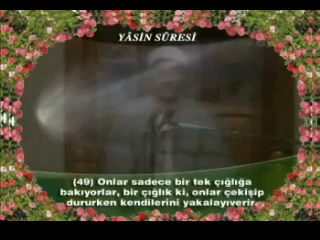 YÂSİN SÛRESİ
(49) Onlar sadece bir tek çığlığa
bakıyorlar, bir çığlık ki, onlar çekişip
dururken kendilerini yakalayıverir.